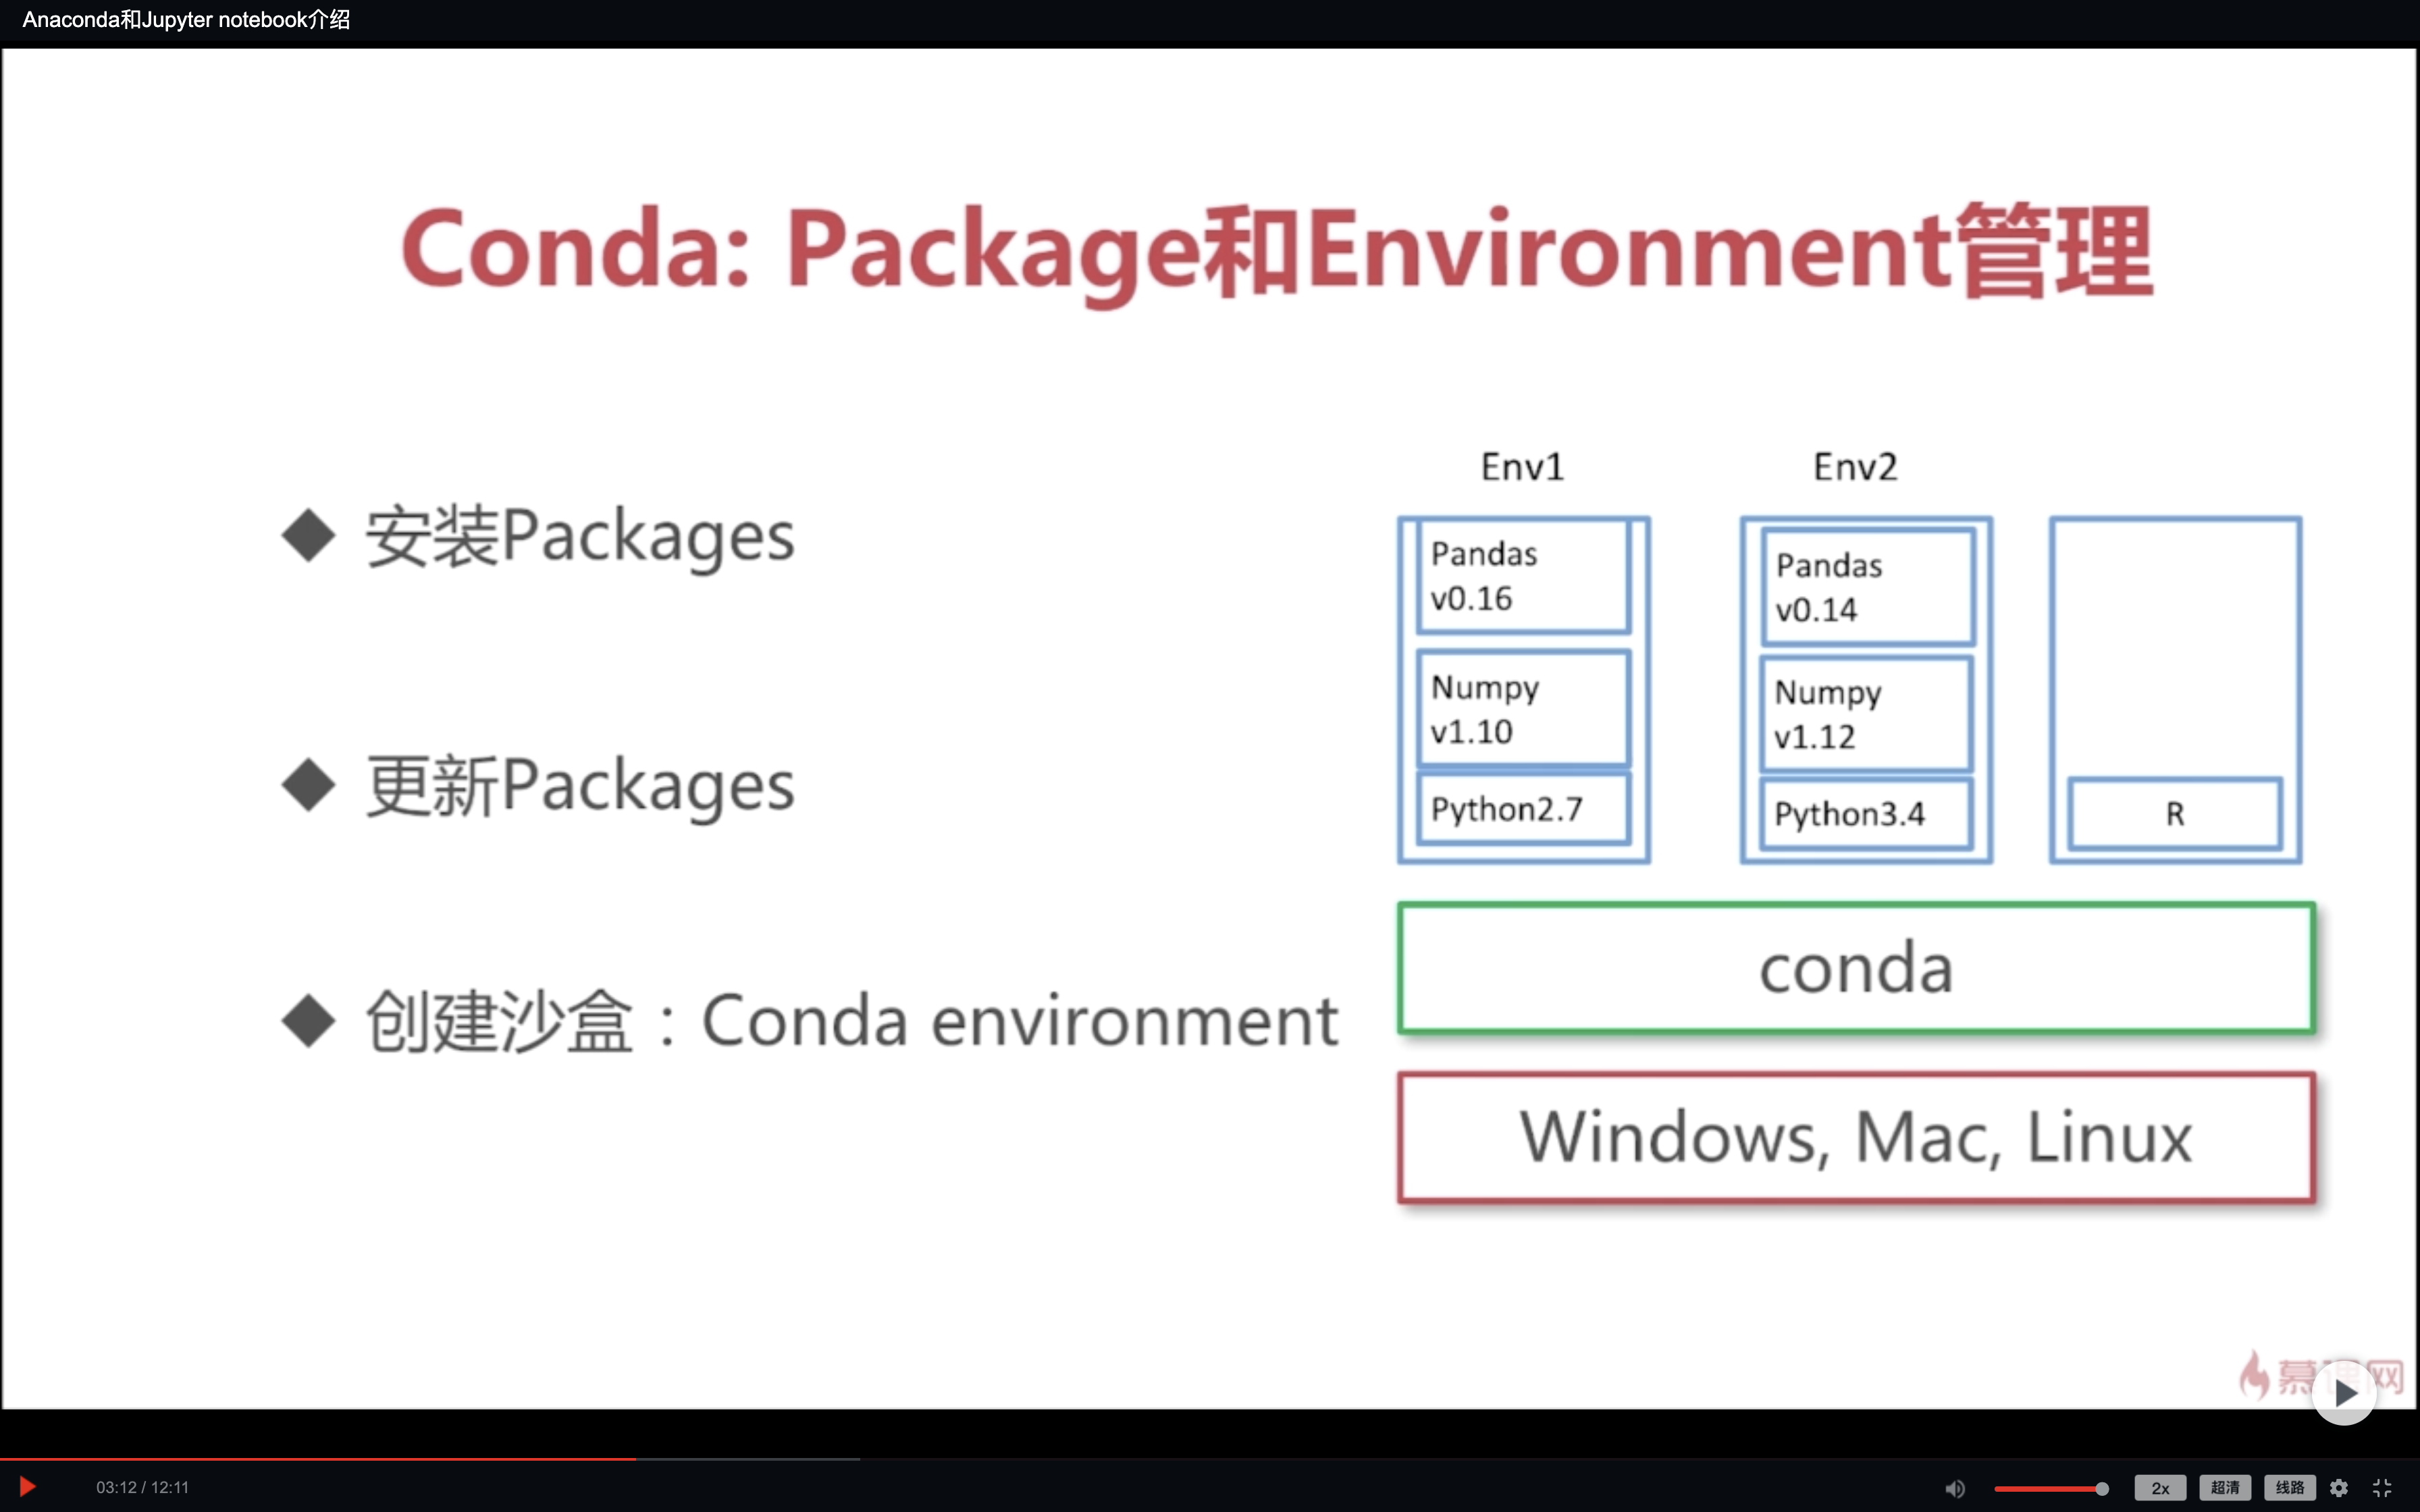 Anaconda和Jupyter notebook介绍
Conda: Package和Environment管理
◆ 安装Packages
◆ 更新Packages
◆ 创建沙盒：Conda environment
Env1
Pandas
v0.16
Numpy
v1.10
Python2.7
Env2
Pandas
v0.14
Numpy
v1.12
Python3.4
R
conda
Windows, Mac, Linux
慕课网
03:12 / 12:11
2x
超清
线路